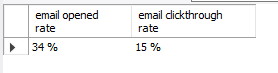 email opened
rate
email clickthrough
rate
34 %
15 %